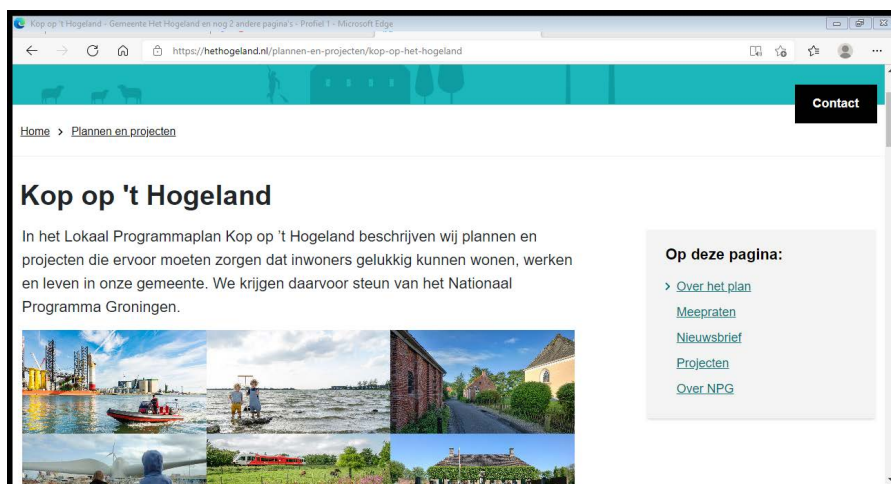 Kop op 't Hogeland - Gemeente Het Hogeland en nog 2 andere pagina's - Profiel 1 - Microsoft Edge
https://hethogeland.nl/plannen-en-projecten/kop-op-het-hogeland
Contact
Home > Plannen en projecten
Kop op 't Hogeland
In het Lokaal Programmaplan Kop op ’t Hogeland beschrijven wij plannen en
projecten die ervoor moeten zorgen dat inwoners gelukkig kunnen wonen, werken
en leven in onze gemeente. We krijgen daarvoor steun van het Nationaal
Programma Groningen.
Op deze pagina:
> Over het plan
Meepraten
Nieuwsbrief
Projecten
Over NPG